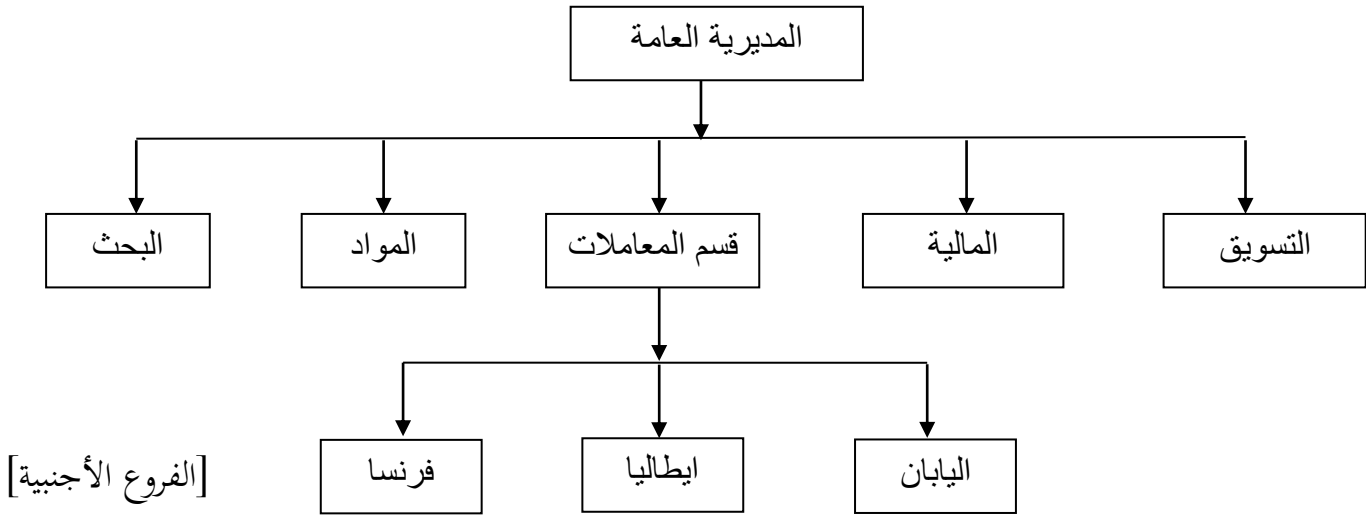 المديرية العامة
التسويق
المالية
قسم المعاملات
المواد
البحث
اليابان
ايطاليا
فرنسا
[الفروع الأجنبية]